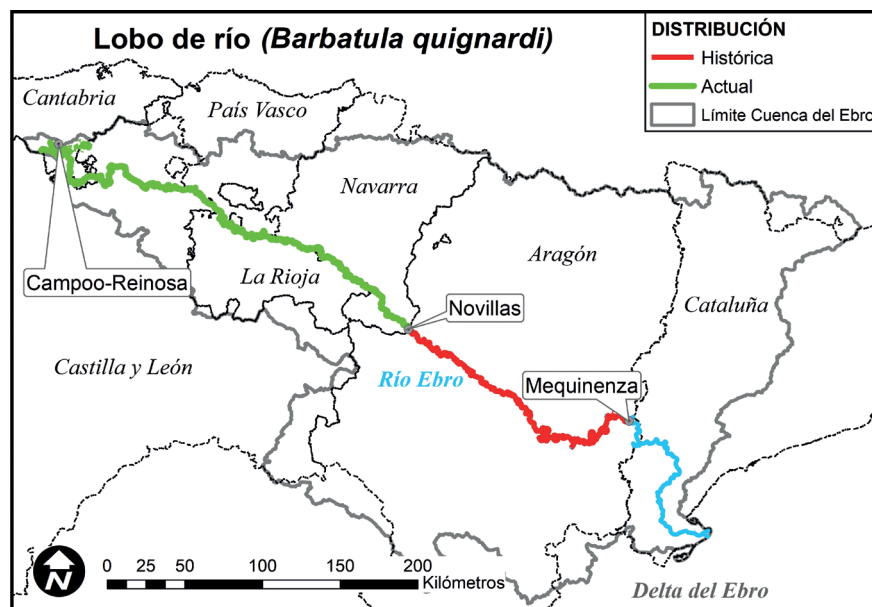 Lobo de río (Barbatula quignardi)
DISTRIBUCIÓN
Histórica
Actual
Límite Cuenca del Ebro
Cantabria
País Vasco
Navarra
Aragón
Cataluña
La Rioja
Campoo-Reinosa
Novillas
Castilla y León
Río Ebro
Mequinenza
N
0 25 50 100 150 200
Kilómetros
Delta del Ebro